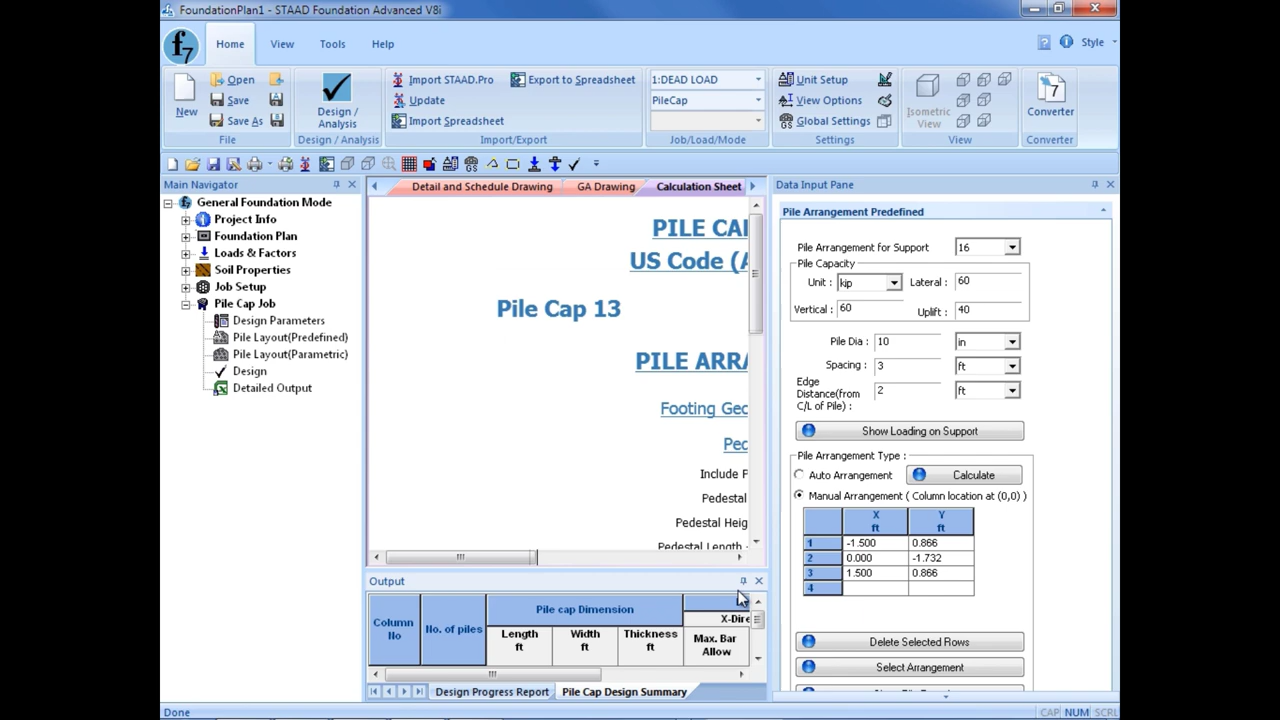 FoundationPlan1 - STAAD Foundation Advanced V8i
f7
Home View Tools Help Style
New Open Save Save As
File
Design / Analysis
Design / Analysis
Import STAAD.Pro Export to Spreadsheet
Update
Import Spreadsheet
Import/Export
1:DEAD LOAD
PileCap
Job/Load/Mode
Unit Setup
View Options
Global Settings
Settings
Isometric View
View
7
Converter
Converter
Main Navigator
General Foundation Mode
Project Info
Foundation Plan
Loads & Factors
Soil Properties
Job Setup
Pile Cap Job
Design Parameters
Pile Layout(Predefined)
Pile Layout(Parametric)
Design
Detailed Output
Detail and Schedule Drawing GA Drawing Calculation Sheet
PILE CA
US Code (
Pile Cap 13
PILE ARR
Footing Geo
Ped
Include P
Pedestal
Pedestal Heig
Pedestal Length
Output
Column No No. of piles Pile cap Dimension X-Dire
Length ft Width ft Thickness ft Max. Bar Allow
Design Progress Report Pile Cap Design Summary
Data Input Pane
Pile Arrangement Predefined
Pile Arrangement for Support 16
Pile Capacity
Unit : kip Lateral : 60
Vertical : 60 Uplift : 40
Pile Dia : 10 in
Spacing : 3 ft
Edge Distance(from C/L of Pile) : 2 ft
Show Loading on Support
Pile Arrangement Type :
Auto Arrangement Calculate
Manual Arrangement ( Column location at (0,0) )
X ft Y ft
1 -1.500 0.866
2 0.000 -1.732
3 1.500 0.866
4
Delete Selected Rows
Select Arrangement
Done CAP NUM SCRL